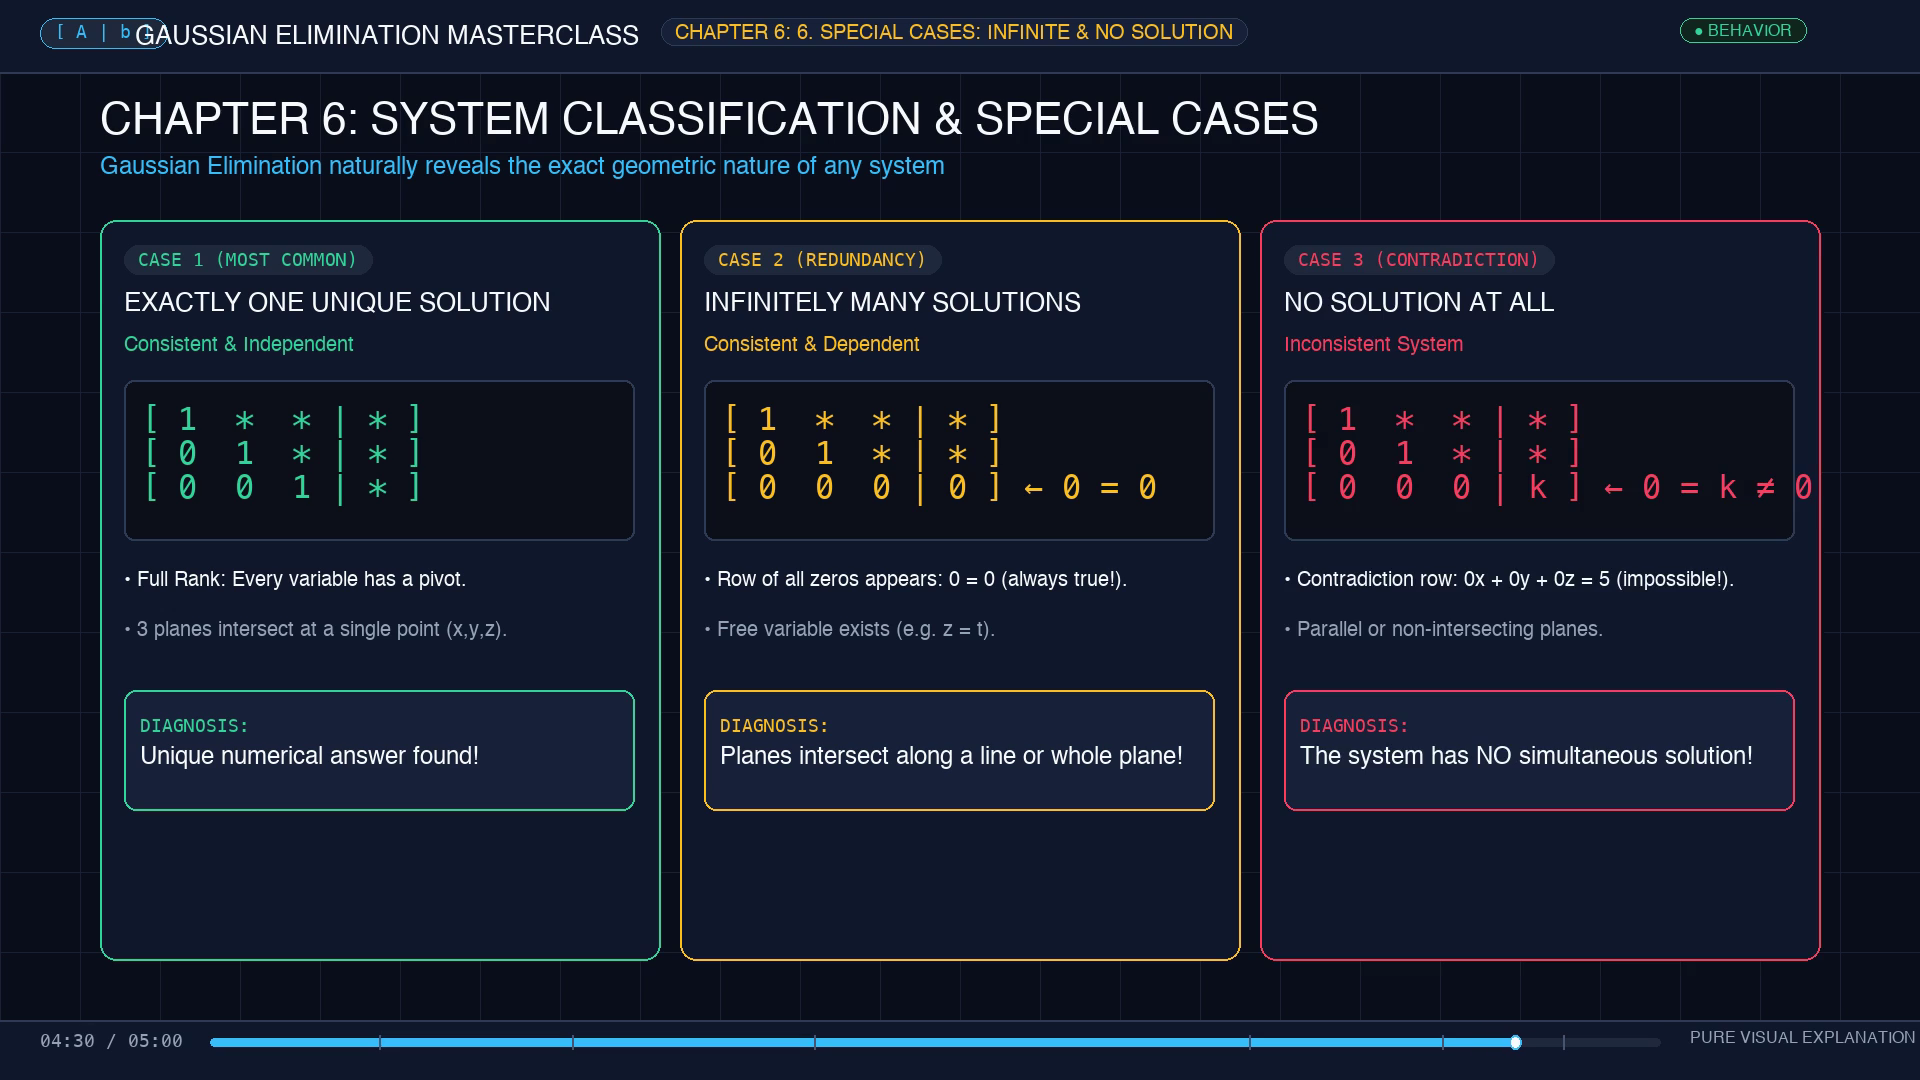 [ A | b ]
GAUSSIAN ELIMINATION MASTERCLASS
CHAPTER 6: 6. SPECIAL CASES: INFINITE & NO SOLUTION
● BEHAVIOR
CHAPTER 6: SYSTEM CLASSIFICATION & SPECIAL CASES
Gaussian Elimination naturally reveals the exact geometric nature of any system
CASE 1 (MOST COMMON)
EXACTLY ONE UNIQUE SOLUTION
Consistent & Independent
[ 1 * * | * ]
[ 0 1 * | * ]
[ 0 0 1 | * ]
• Full Rank: Every variable has a pivot.
• 3 planes intersect at a single point (x,y,z).
DIAGNOSIS:
Unique numerical answer found!
CASE 2 (REDUNDANCY)
INFINITELY MANY SOLUTIONS
Consistent & Dependent
[ 1 * * | * ]
[ 0 1 * | * ]
[ 0 0 0 | 0 ] ← 0 = 0
• Row of all zeros appears: 0 = 0 (always true!).
• Free variable exists (e.g. z = t).
DIAGNOSIS:
Planes intersect along a line or whole plane!
CASE 3 (CONTRADICTION)
NO SOLUTION AT ALL
Inconsistent System
[ 1 * * | * ]
[ 0 1 * | * ]
[ 0 0 0 | k ] ← 0 = k ≠ 0
• Contradiction row: 0x + 0y + 0z = 5 (impossible!).
• Parallel or non-intersecting planes.
DIAGNOSIS:
The system has NO simultaneous solution!
04:30 / 05:00
PURE VISUAL EXPLANATION